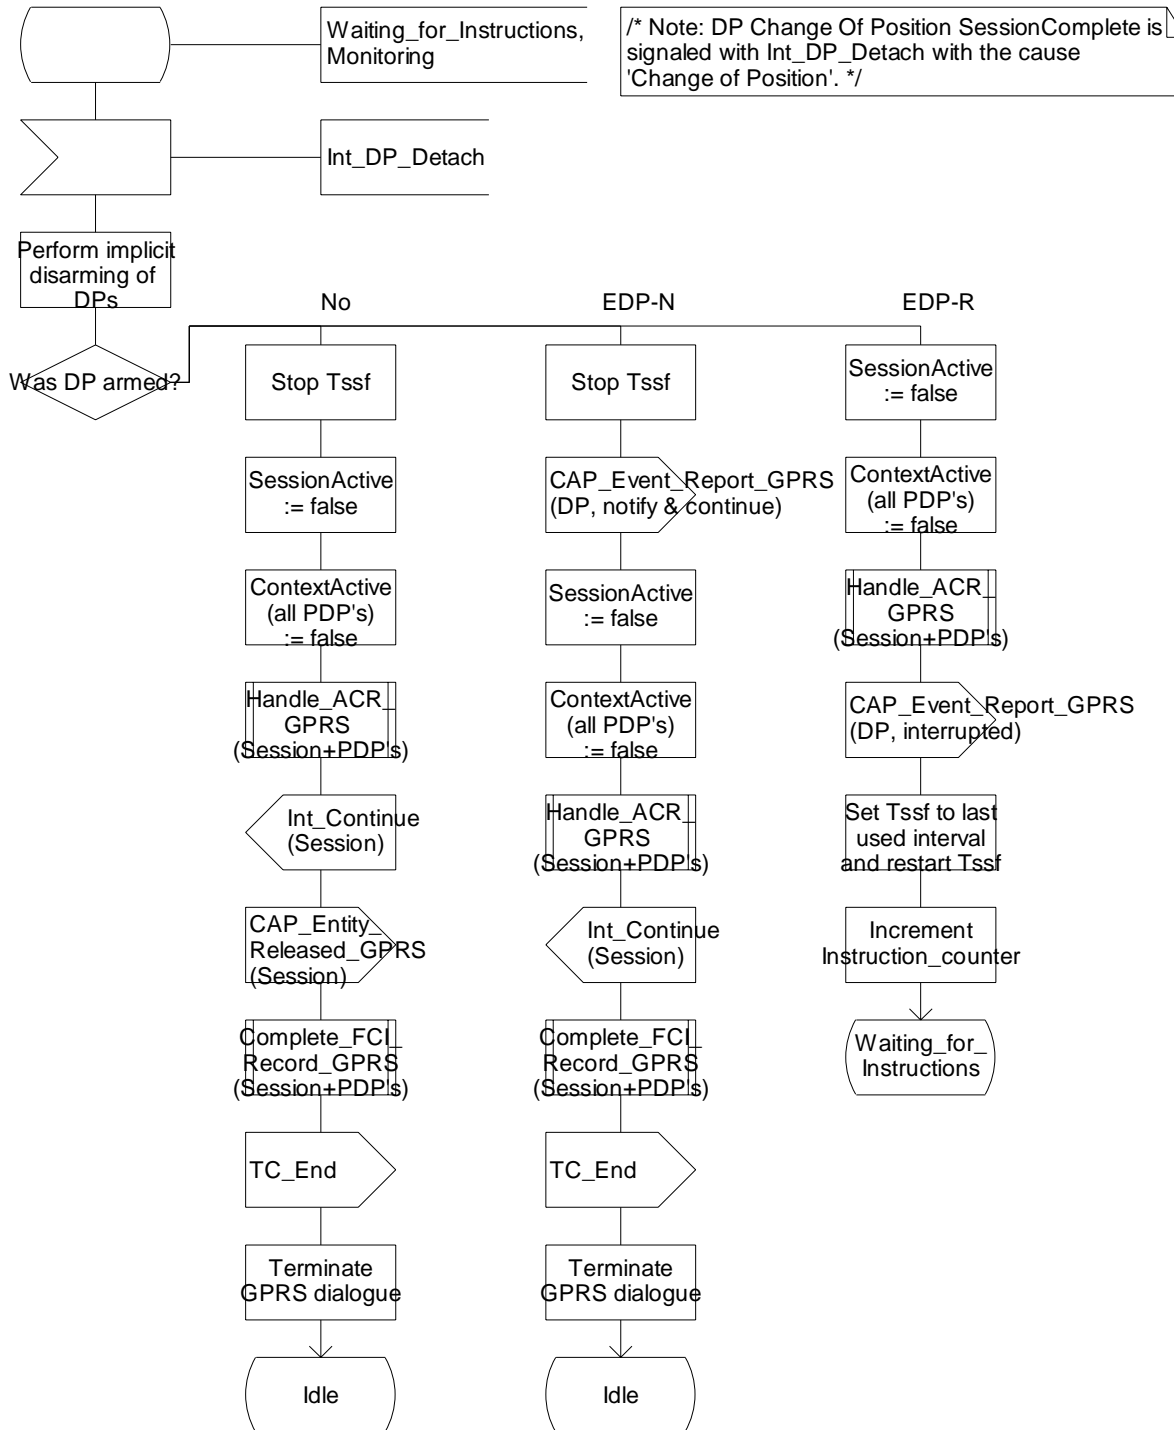 Waiting_for_Instructions,
Monitoring
/* Note: DP Change Of Position SessionComplete is
signaled with Int_DP_Detach with the cause
'Change of Position'. */
Int_DP_Detach
Perform implicit
disarming of
DPs
Was DP armed?
No
Stop Tssf
SessionActive
:= false
ContextActive
(all PDP's)
:= false
Handle_ACR_
GPRS
(Session+PDP's)
Int_Continue
(Session)
CAP_Entity_
Released_GPRS
(Session)
Complete_FCI_
Record_GPRS
(Session+PDP's)
TC_End
Terminate
GPRS dialogue
Idle
EDP-N
Stop Tssf
CAP_Event_Report_GPRS
(DP, notify & continue)
SessionActive
:= false
ContextActive
(all PDP's)
:= false
Handle_ACR_
GPRS
(Session+PDP's)
Int_Continue
(Session)
Complete_FCI_
Record_GPRS
(Session+PDP's)
TC_End
Terminate
GPRS dialogue
Idle
EDP-R
SessionActive
:= false
ContextActive
(all PDP's)
:= false
Handle_ACR_
GPRS
(Session+PDP's)
CAP_Event_Report_GPRS
(DP, interrupted)
Set Tssf to last
used interval
and restart Tssf
Increment
Instruction_counter
Waiting_for_
Instructions